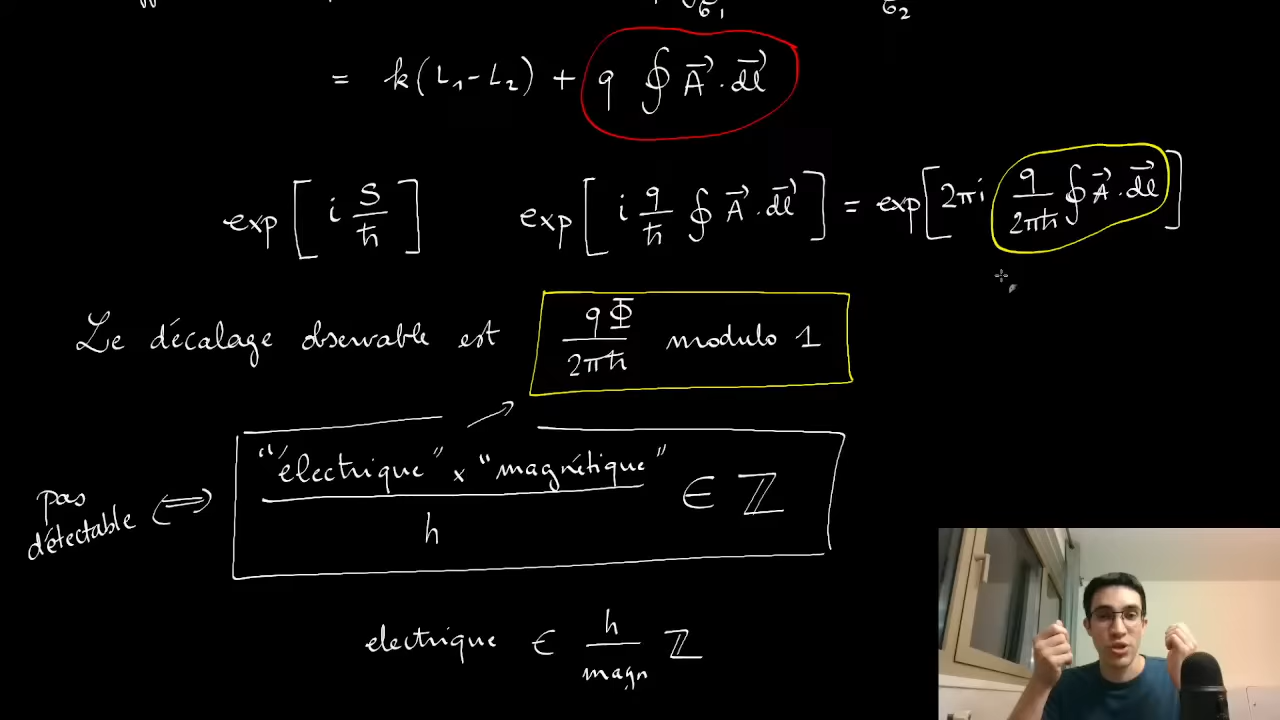 = k(L₁-L₂) + q ∮ A⃗ . dl⃗
exp [ i S/ħ ] exp [ i q/ħ ∮ A⃗ . dl⃗ ] = exp [ 2πi q/2πħ ∮ A⃗ . dl⃗ ]
Le décalage observable est qΦ/2πħ modulo 1
pas détectable ⟺ "électrique" x "magnétique" / h ∈ ℤ
electrique ∈ h/magn ℤ